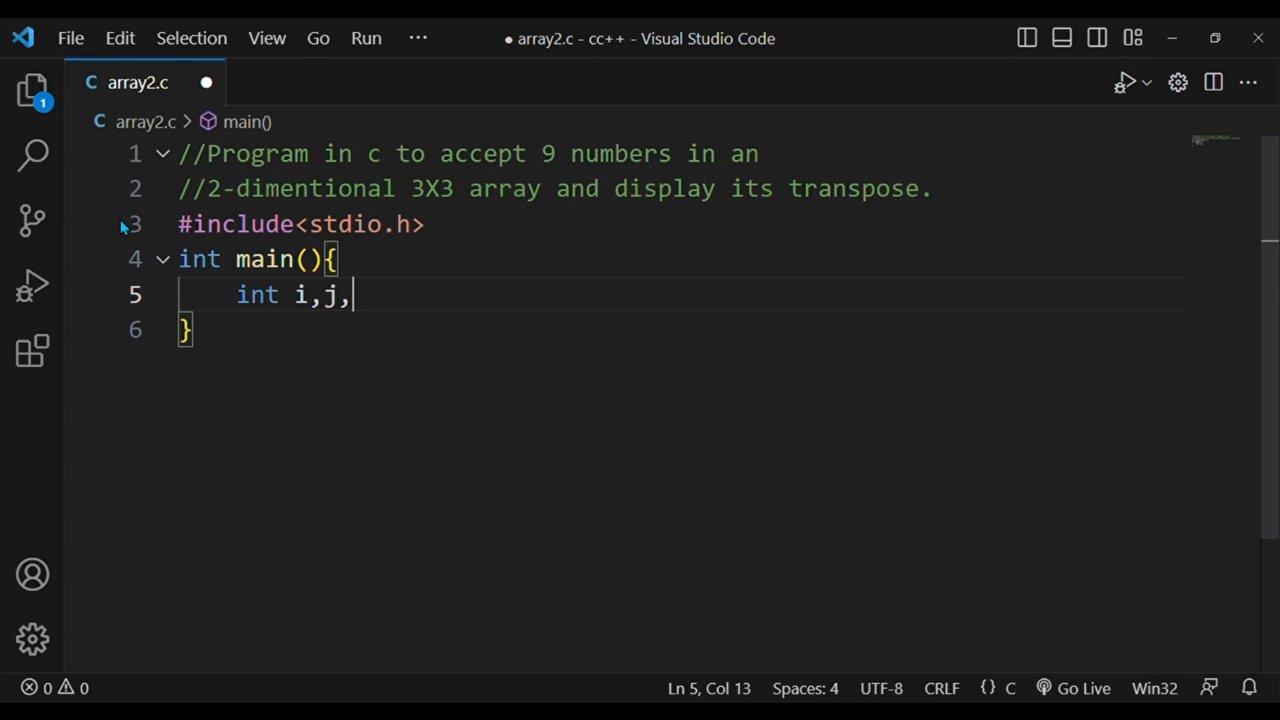 File Edit Selection View Go Run ··· ● array2.c - cc++ - Visual Studio Code
C array2.c ●
C array2.c > main()
1 //Program in c to accept 9 numbers in an
2 //2-dimentional 3X3 array and display its transpose.
3 #include<stdio.h>
4 int main(){
5 int i,j,
6 }
1
0 0 Ln 5, Col 13 Spaces: 4 UTF-8 CRLF {} C Go Live Win32